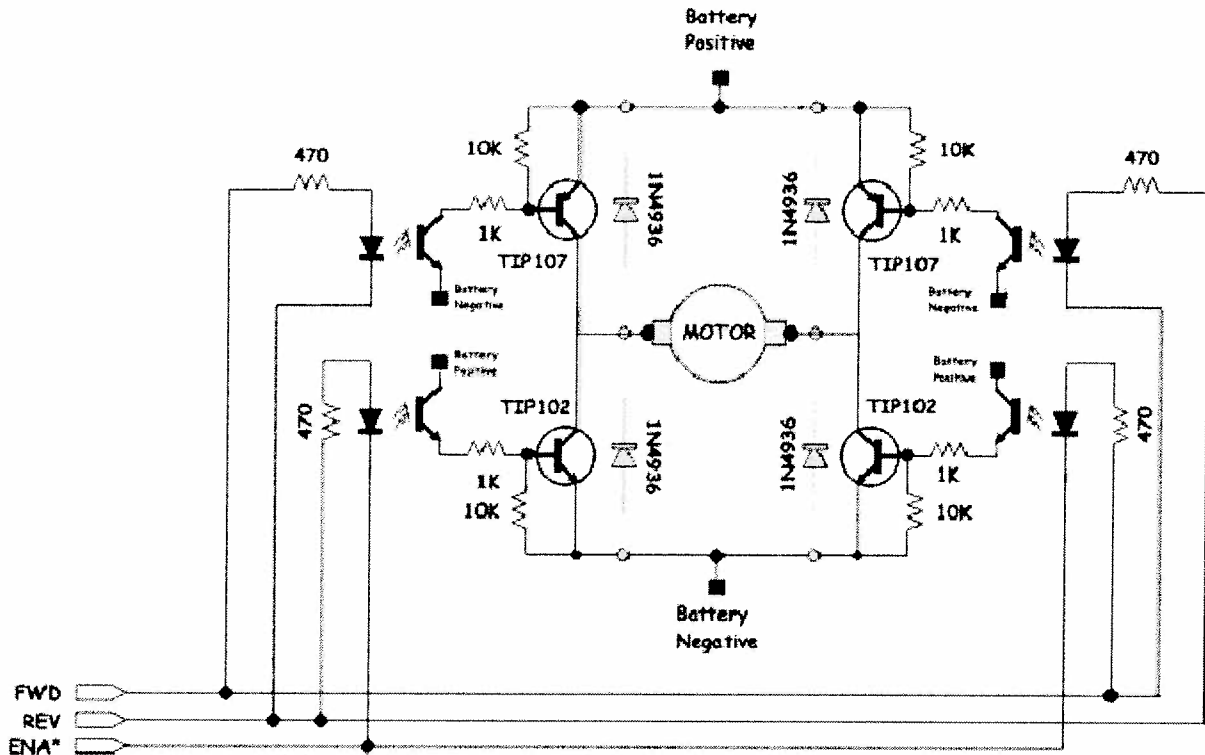 Battery
Positive
470
10K
1K
TIP107
1N4936
1N4936
10K
1K
TIP107
470
Battery
Negative
Battery
Negative
MOTOR
Battery
Positive
Battery
Positive
470
TIP102
1K
10K
1N4936
1N4936
TIP102
1K
10K
470
Battery
Negative
FWD
REV
ENA*